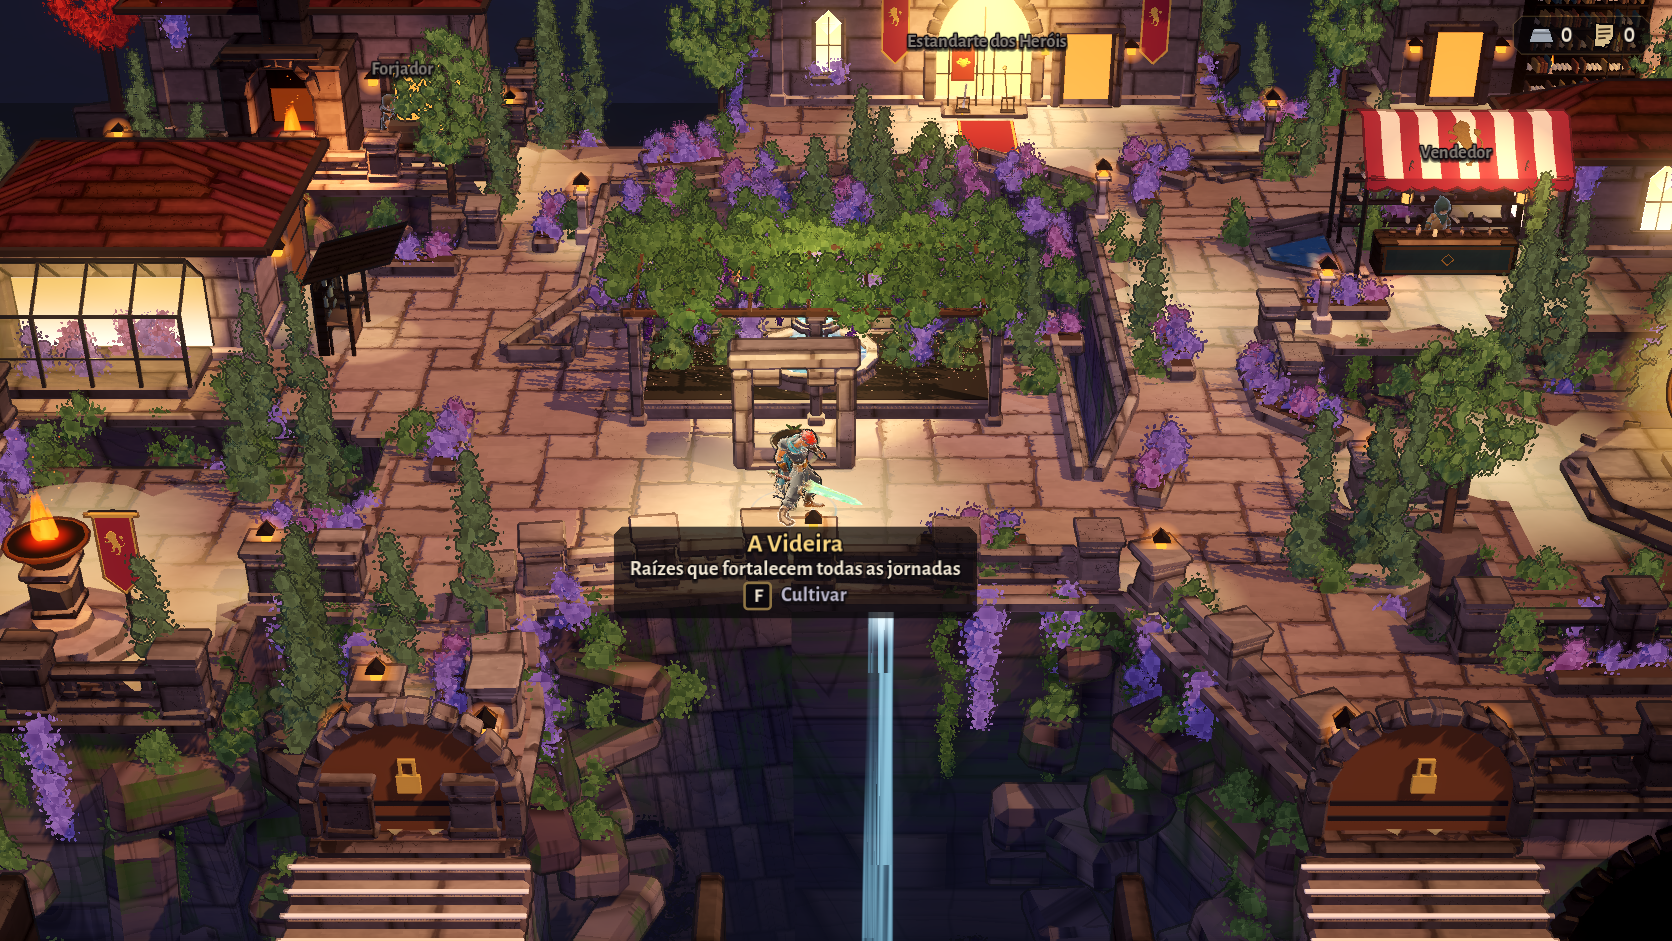 Estandarte dos Heróis
0 0
Forjador
Vendedor
A Videira
Raízes que fortalecem todas as jornadas
F Cultivar